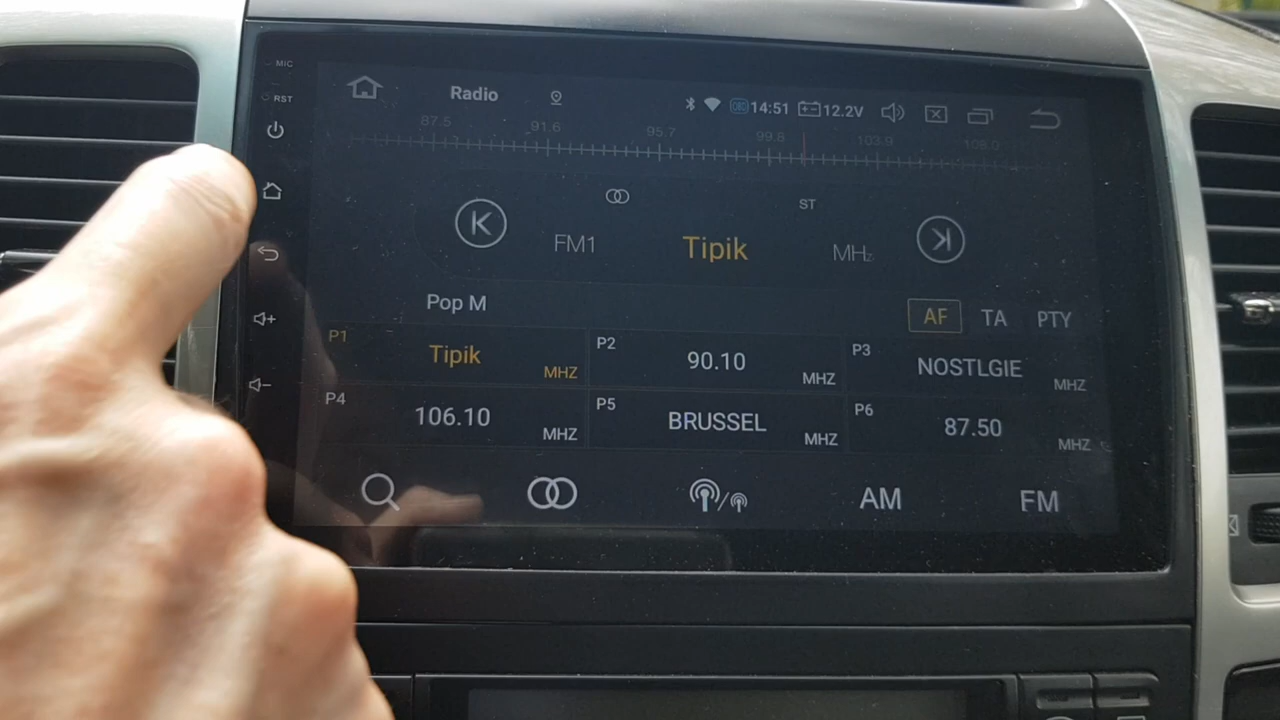 MIC
RST
Radio
14:51 12.2V
87.5 91.6 95.7 99.8 103.9 108.0
ST
FM1 Tipik MHz
Pop M AF TA PTY
P1 Tipik MHZ P2 90.10 MHZ P3 NOSTLGIE MHZ
P4 106.10 MHZ P5 BRUSSEL MHZ P6 87.50 MHZ
AM FM